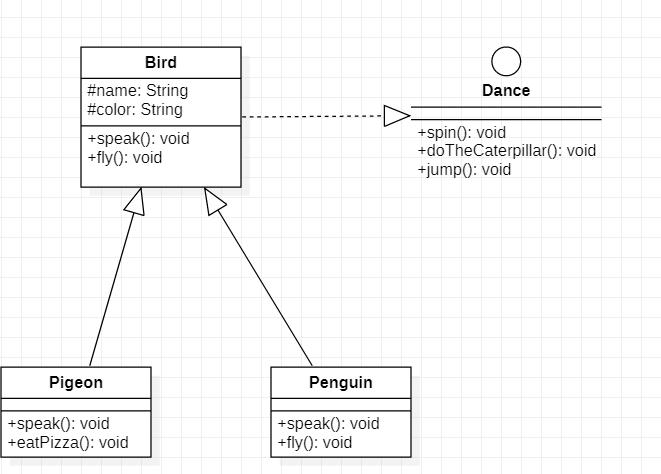 Bird
#name: String
#color: String
+speak(): void
+fly(): void
Dance
+spin(): void
+doTheCaterpillar(): void
+jump(): void
Pigeon
+speak(): void
+eatPizza(): void
Penguin
+speak(): void
+fly(): void